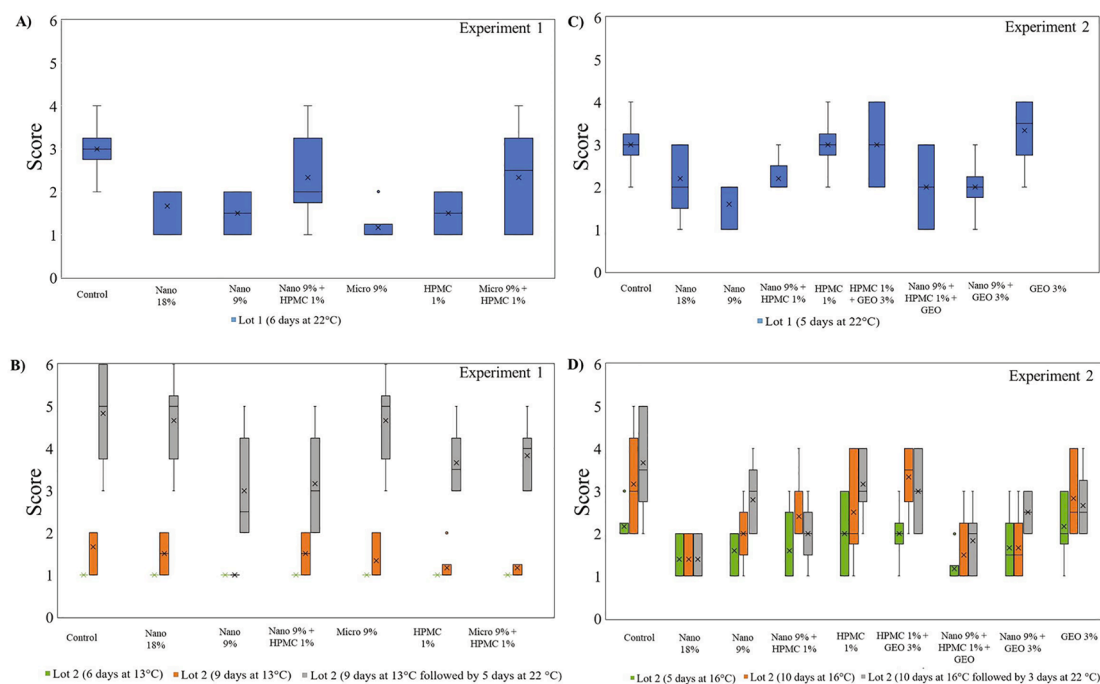 A)
Experiment 1
6
5
4
3
2
1
0
Score
Control
Nano
18%
Nano
9%
Nano 9% +
HPMC 1%
Micro 9%
HPMC
1%
Micro 9% +
HPMC 1%
Lot 1 (6 days at 22°C)
C)
Experiment 2
6
5
4
3
2
1
0
Score
Control
Nano
18%
Nano
9%
Nano 9% +
HPMC 1%
HPMC
1%
HPMC 1%
+ GEO 3%
Nano 9% +
HPMC 1% +
GEO
Nano 9% +
GEO 3%
GEO 3%
Lot 1 (5 days at 22°C)
B)
Experiment 1
6
5
4
3
2
1
0
Score
Control
Nano
18%
Nano
9%
Nano 9% +
HPMC 1%
Micro 9%
HPMC
1%
Micro 9% +
HPMC 1%
Lot 2 (6 days at 13°C) Lot 2 (9 days at 13°C) Lot 2 (9 days at 13°C followed by 5 days at 22 °C)
D)
Experiment 2
6
5
4
3
2
1
0
Score
Control
Nano
18%
Nano
9%
Nano 9% +
HPMC 1%
HPMC
1%
HPMC 1% +
GEO 3%
Nano 9% +
HPMC 1% +
GEO
Nano 9% +
GEO 3%
GEO 3%
Lot 2 (5 days at 16°C) Lot 2 (10 days at 16°C) Lot 2 (10 days at 16°C followed by 3 days at 22 °C)